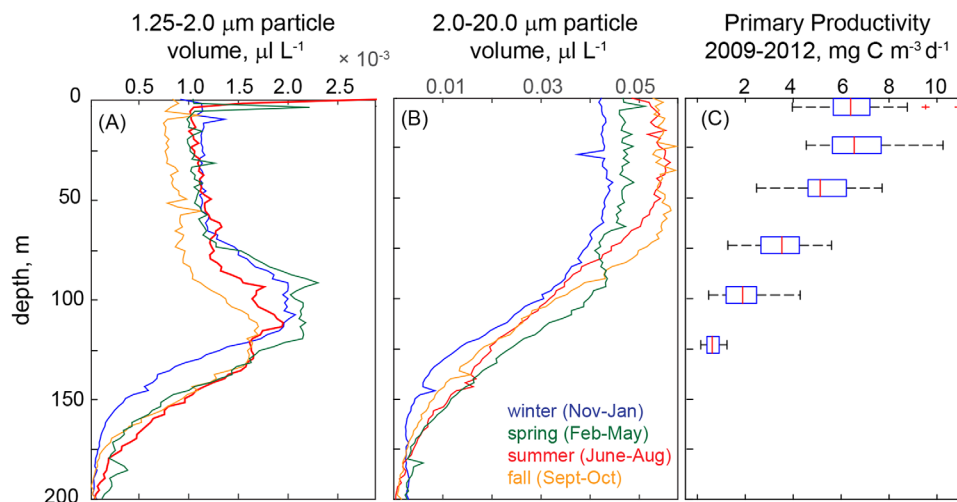 1.25-2.0 μm particle
volume, μl L⁻¹
2.0-20.0 μm particle
volume, μl L⁻¹
Primary Productivity
2009-2012, mg C m⁻³ d⁻¹
× 10⁻³
0.5 1.0 1.5 2.0 2.5
0.01 0.03 0.05
2 4 6 8 10
(A)
(B)
(C)
0
50
100
150
200
depth, m
winter (Nov-Jan)
spring (Feb-May)
summer (June-Aug)
fall (Sept-Oct)